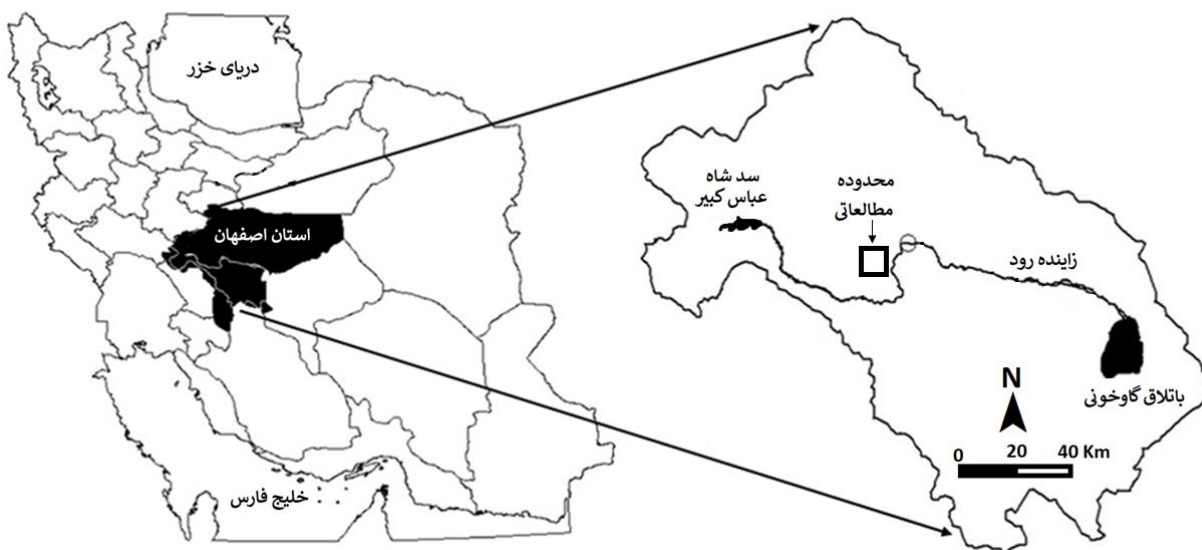 دریای خزر
استان اصفهان
خلیج فارس
سد شاه
عباس کبیر
محدوده
مطالعاتی
زاینده رود
باتلاق گاوخونی
N
0 20 40 Km